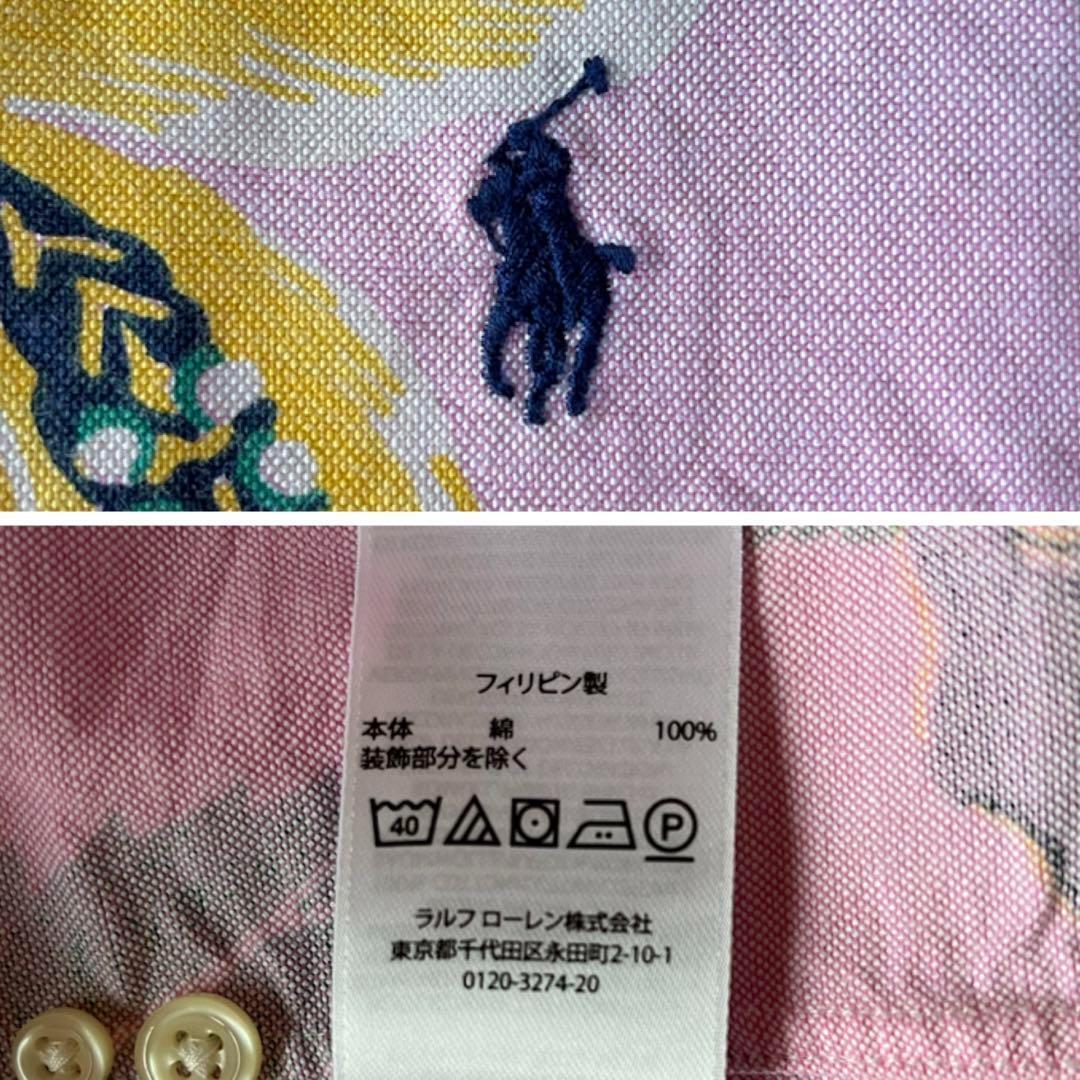 フィリピン製
本体 綿 100%
装飾部分を除く
40
P
ラルフ ローレン株式会社
東京都千代田区永田町2-10-1
0120-3274-20